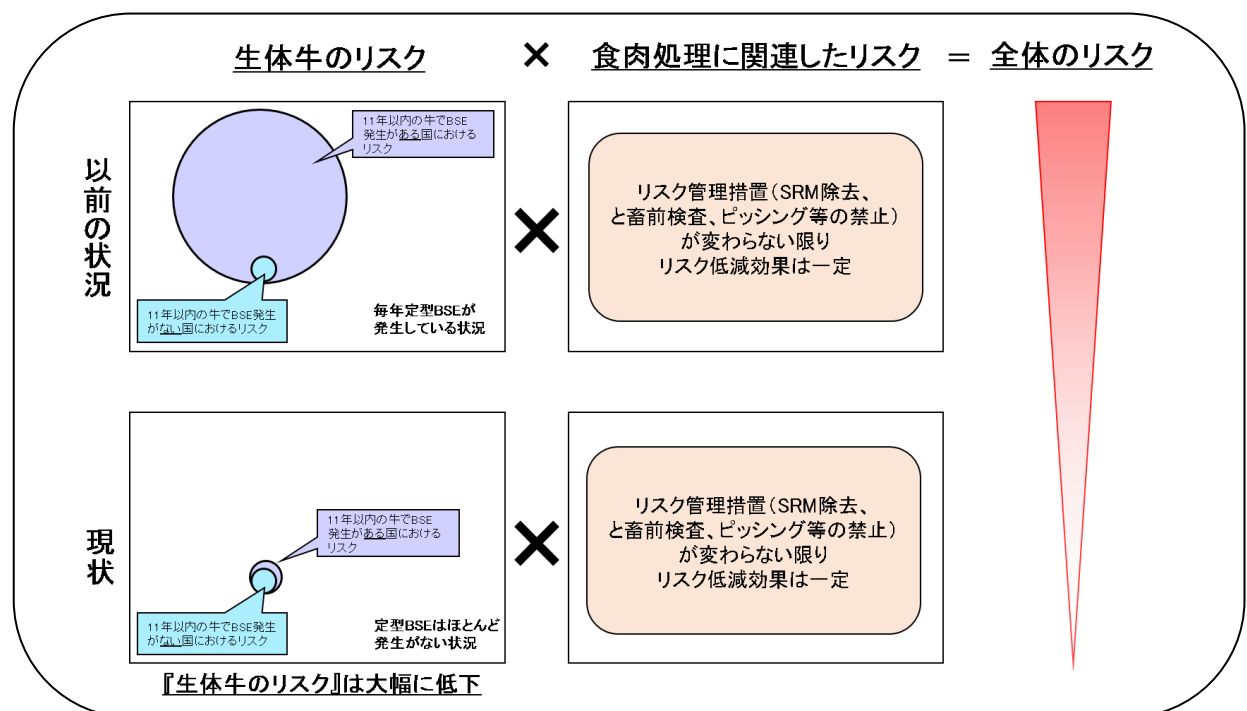 生体牛のリスク × 食肉処理に関連したリスク = 全体のリスク
以前の状況
11年以内の牛でBSE
発生がある国における
リスク
11年以内の牛でBSE発生
がない国におけるリスク
毎年定型BSEが
発生している状況
×
リスク管理措置(SRM除去、
と畜前検査、ピッシング等の禁止)
が変わらない限り
リスク低減効果は一定
現状
11年以内の牛でBSE
発生がある国における
リスク
11年以内の牛でBSE発生
がない国におけるリスク
定型BSEはほとんど
発生がない状況
×
リスク管理措置(SRM除去、
と畜前検査、ピッシング等の禁止)
が変わらない限り
リスク低減効果は一定
『生体牛のリスク』は大幅に低下